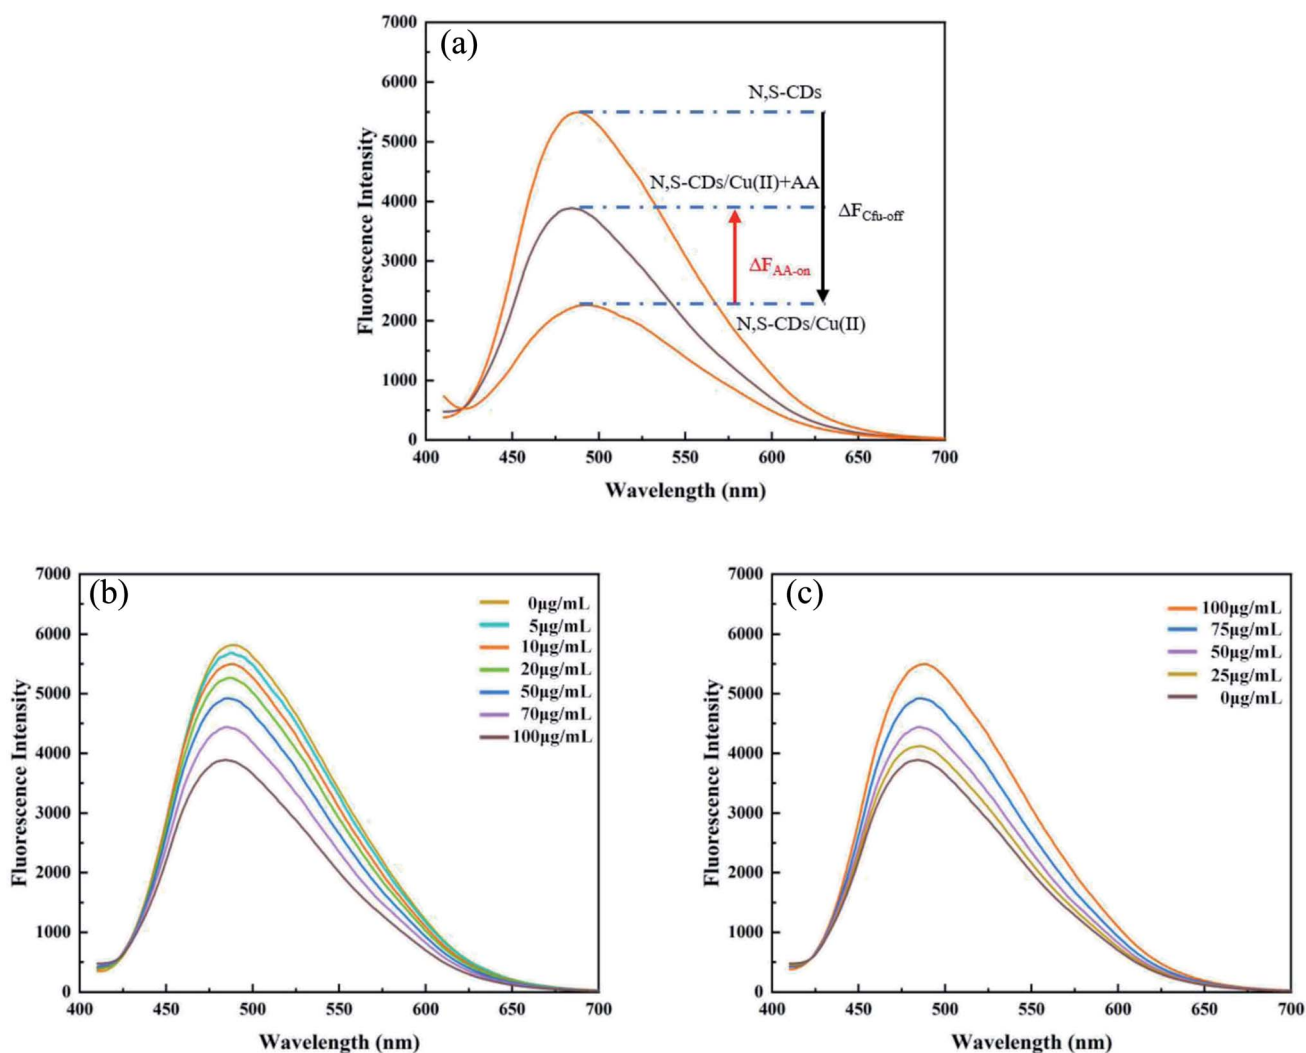 (a)
7000
6000
5000
4000
3000
2000
1000
0
Fluorescence Intensity
N,S-CDs
N,S-CDs/Cu(II)+AA
ΔF_Cfu-off
ΔF_AA-on
N,S-CDs/Cu(II)
400 450 500 550 600 650 700
Wavelength (nm)
(b)
7000
6000
5000
4000
3000
2000
1000
0
Fluorescence Intensity
0μg/mL
5μg/mL
10μg/mL
20μg/mL
50μg/mL
70μg/mL
100μg/mL
400 450 500 550 600 650 700
Wavelength (nm)
(c)
7000
6000
5000
4000
3000
2000
1000
0
Fluorescence Intensity
100μg/mL
75μg/mL
50μg/mL
25μg/mL
0μg/mL
400 450 500 550 600 650 700
Wavelength (nm)